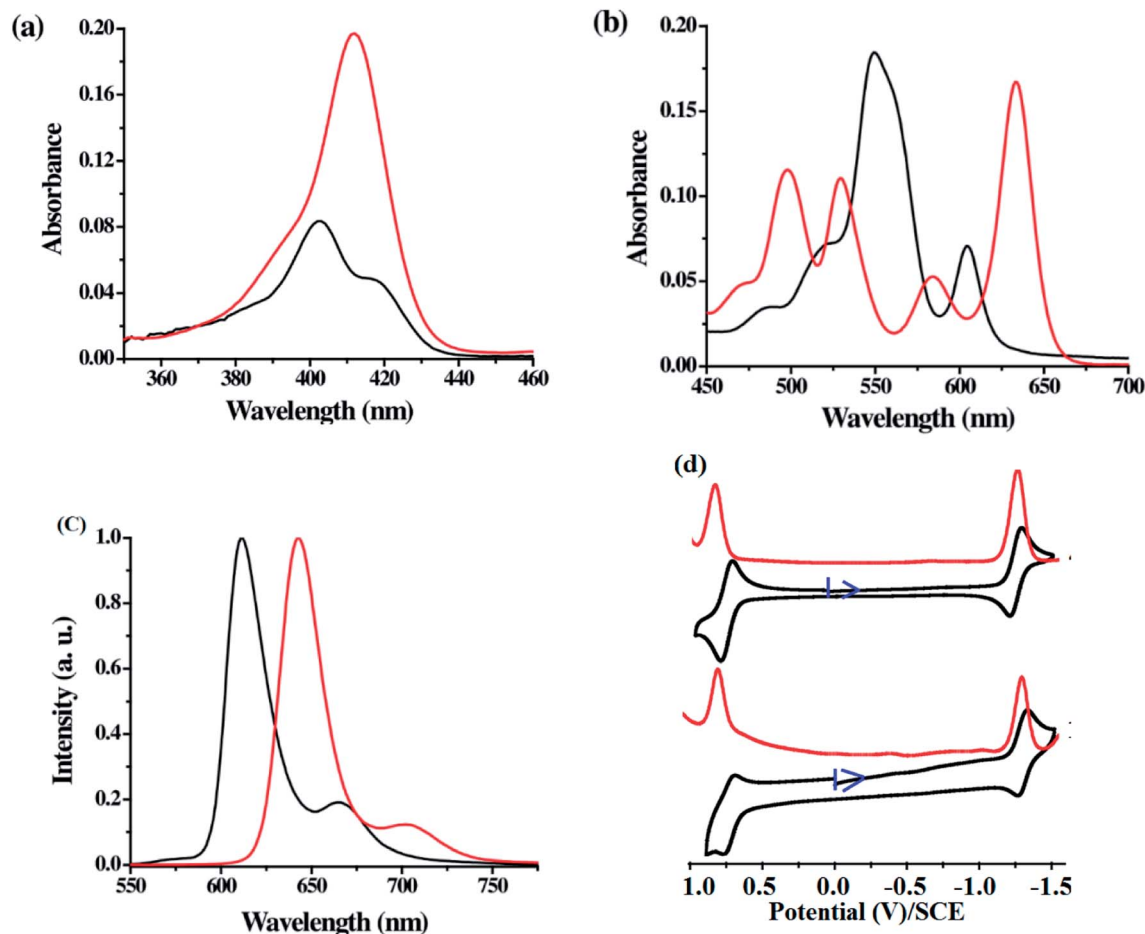 (a)
0.20
0.16
0.12
0.08
0.04
0.00
Absorbance
360 380 400 420 440 460
Wavelength (nm)
(b)
0.20
0.15
0.10
0.05
0.00
Absorbance
450 500 550 600 650 700
Wavelength (nm)
(C)
1.0
0.8
0.6
0.4
0.2
0.0
Intensity (a. u.)
550 600 650 700 750
Wavelength (nm)
(d)
1.0 0.5 0.0 -0.5 -1.0 -1.5
Potential (V)/SCE